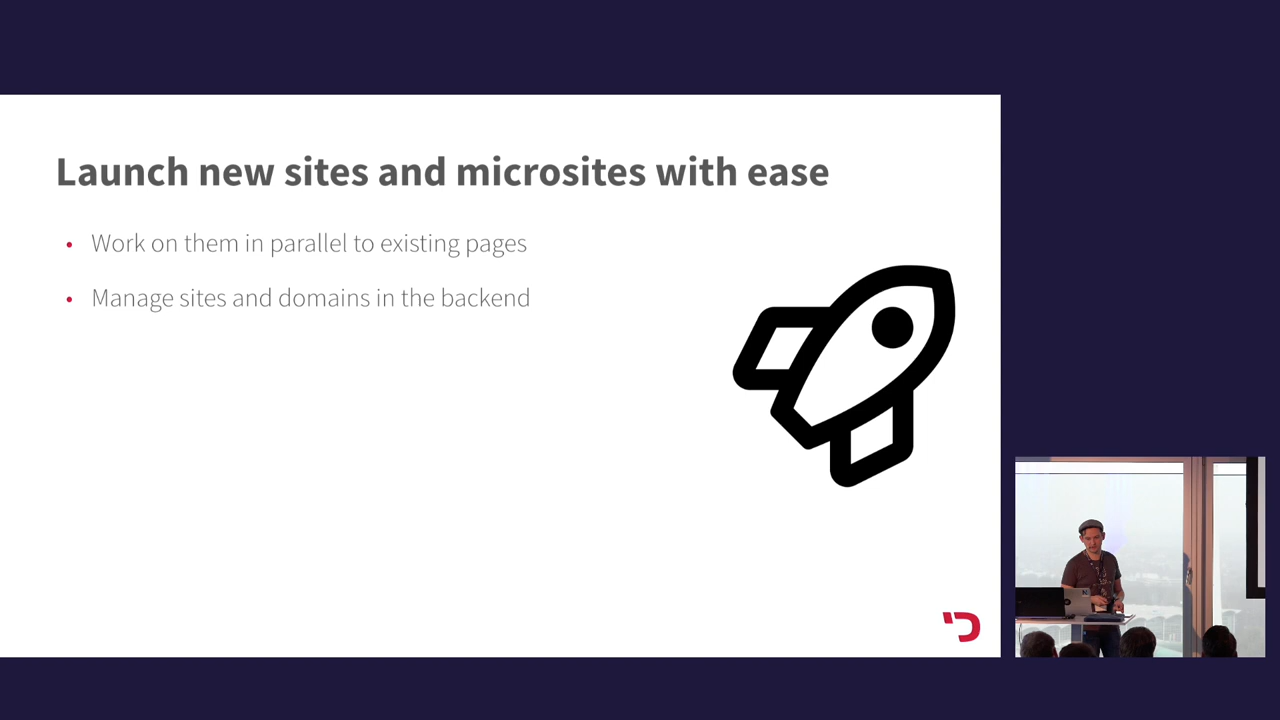 Launch new sites and microsites with ease
• Work on them in parallel to existing pages
• Manage sites and domains in the backend